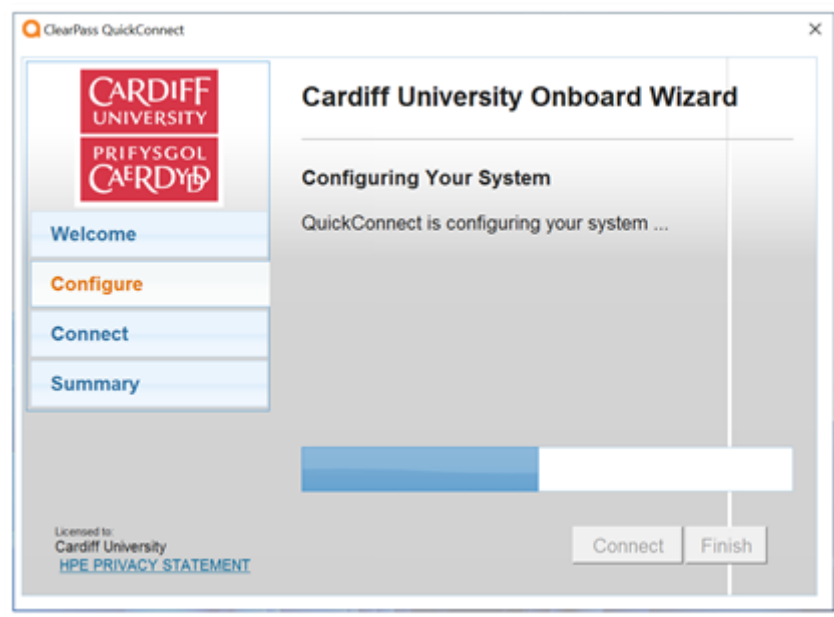 ClearPass QuickConnect
CARDIFF
UNIVERSITY
PRIFYSGOL
CAERDYDD
Welcome
Configure
Connect
Summary
Cardiff University Onboard Wizard
Configuring Your System
QuickConnect is configuring your system ...
Licensed to:
Cardiff University
HPE PRIVACY STATEMENT
Connect
Finish